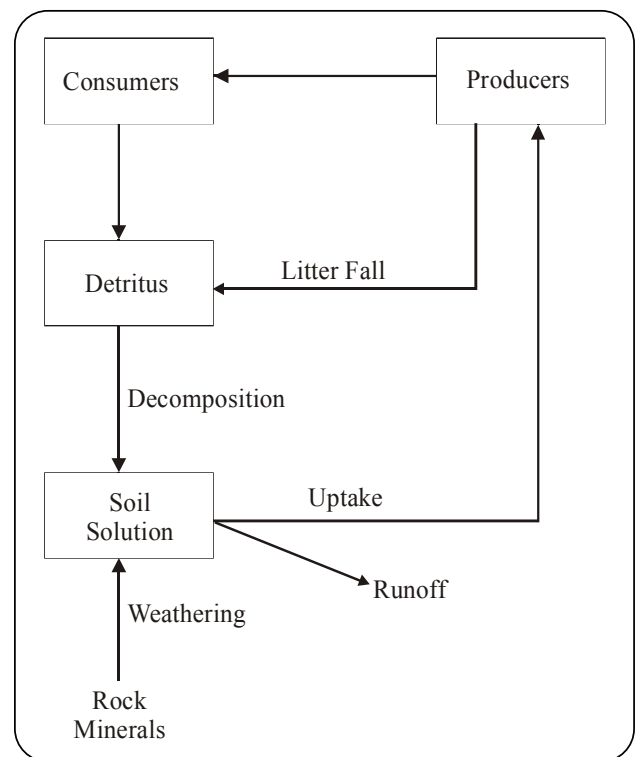 Consumers
Producers
Litter Fall
Detritus
Decomposition
Uptake
Soil
Solution
Runoff
Weathering
Rock
Minerals